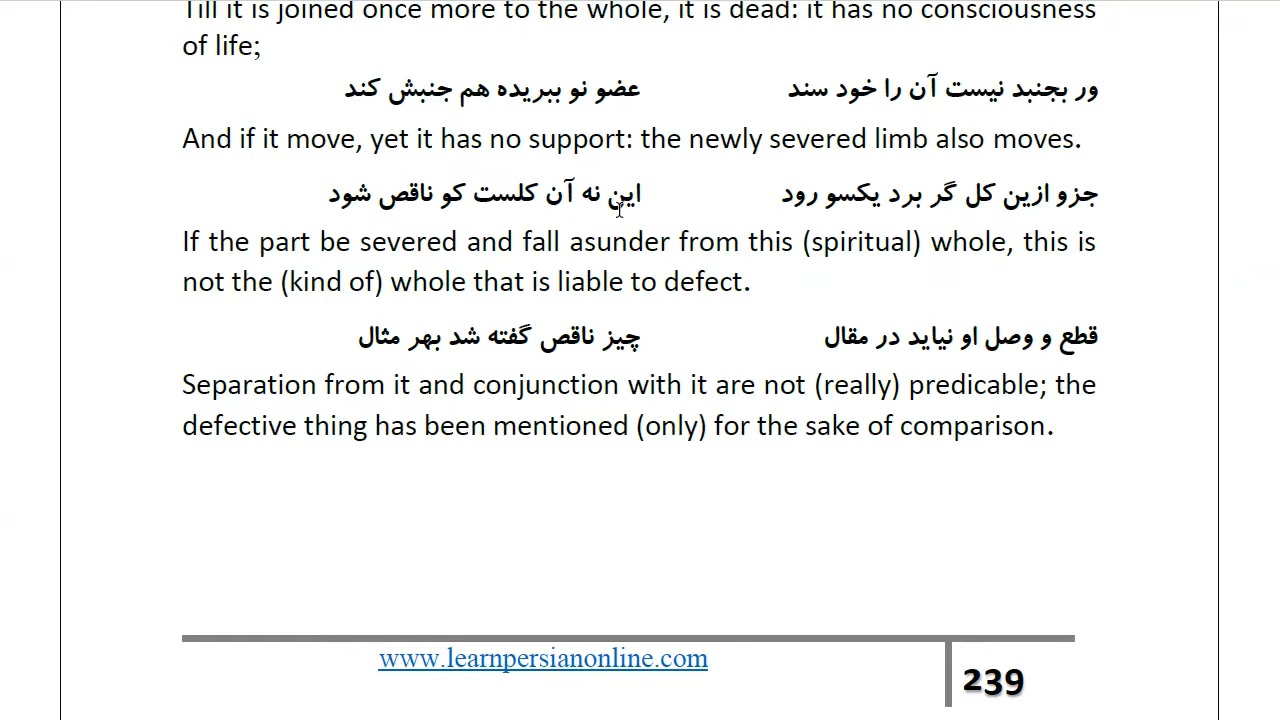 Till it is joined once more to the whole, it is dead: it has no consciousness
of life;
ور بجنبد نیست آن را خود سند عضو نو ببریده هم جنبش کند
And if it move, yet it has no support: the newly severed limb also moves.
جزو ازین کل گر برد یکسو رود این نه آن کلست کو ناقص شود
If the part be severed and fall asunder from this (spiritual) whole, this is
not the (kind of) whole that is liable to defect.
قطع و وصل او نیاید در مقال چیز ناقص گفته شد بهر مثال
Separation from it and conjunction with it are not (really) predicable; the
defective thing has been mentioned (only) for the sake of comparison.
www.learnpersianonline.com
239